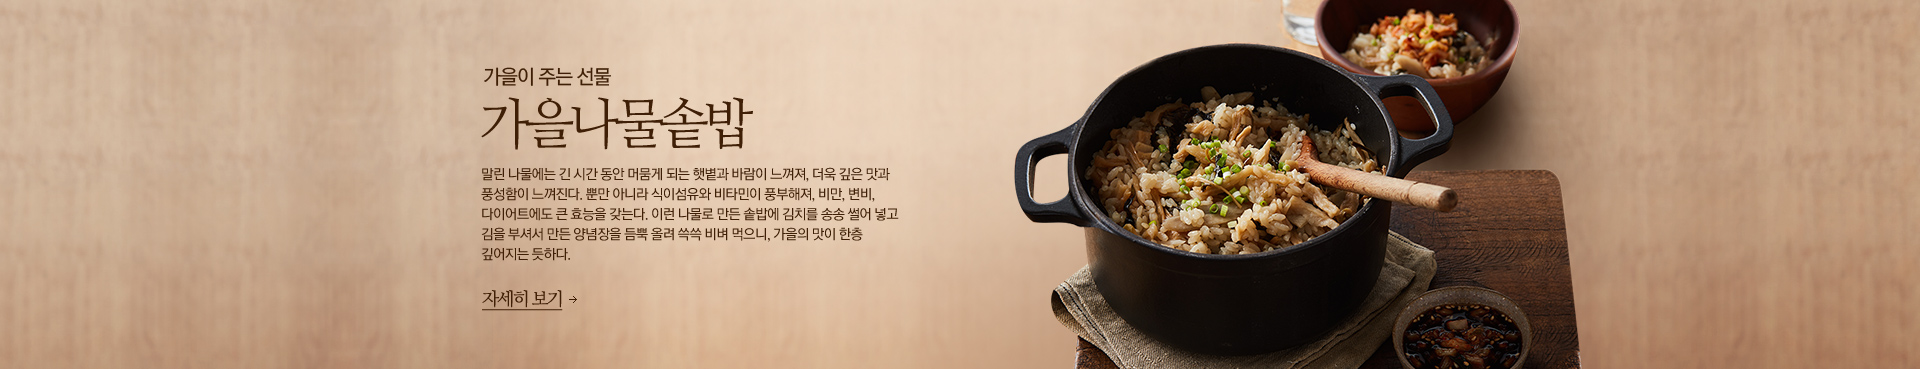 가을이 주는 선물
가을나물솥밥
말린 나물에는 긴 시간 동안 머물게 되는 햇볕과 바람이 느껴져, 더욱 깊은 맛과
풍성함이 느껴진다. 뿐만 아니라 식이섬유와 비타민이 풍부해져, 비만, 변비,
다이어트에도 큰 효능을 갖는다. 이런 나물로 만든 솥밥에 김치를 송송 썰어 넣고
김을 부셔서 만든 양념장을 듬뿍 올려 쓱쓱 비벼 먹으니, 가을의 맛이 한층
깊어지는 듯하다.
자세히 보기 →